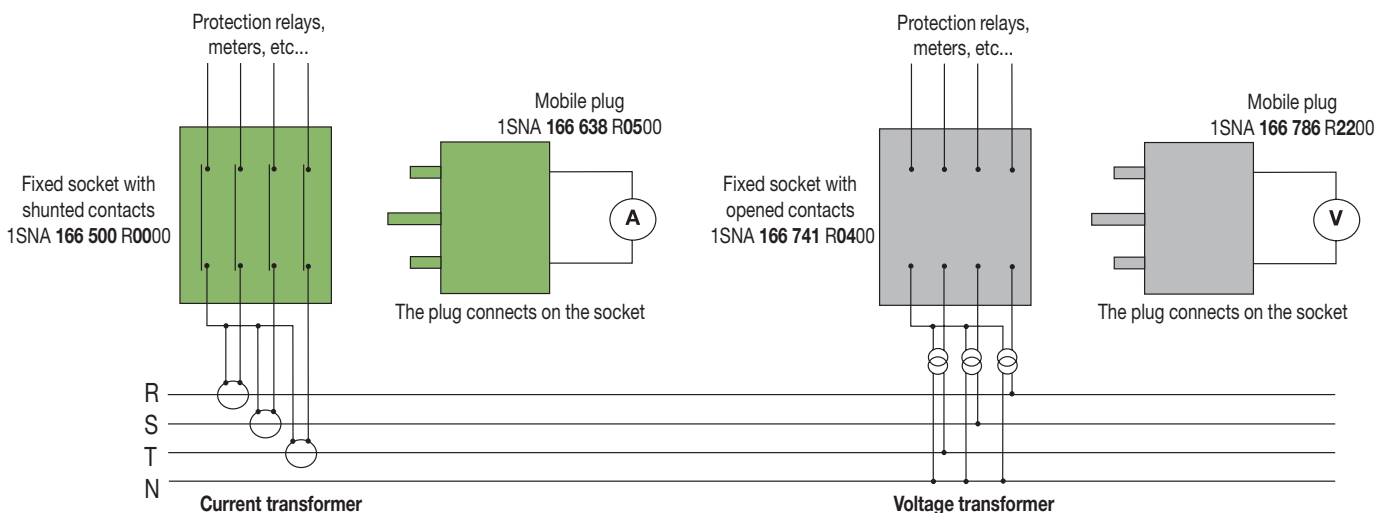 Protection relays,
meters, etc...
Mobile plug
1SNA 166 638 R0500
Fixed socket with
shunted contacts
1SNA 166 500 R0000
A
The plug connects on the socket
Protection relays,
meters, etc...
Mobile plug
1SNA 166 786 R2200
Fixed socket with
opened contacts
1SNA 166 741 R0400
V
The plug connects on the socket
R
S
T
N
Current transformer
Voltage transformer